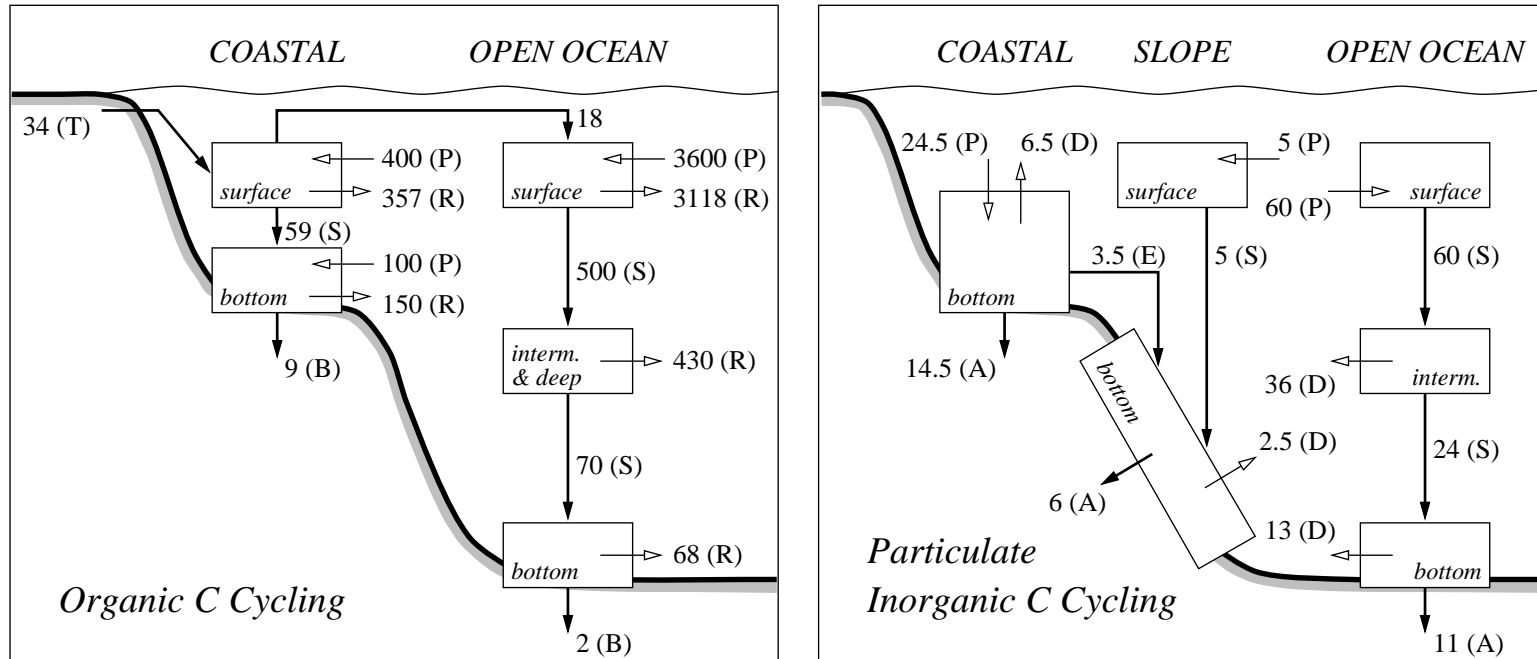 COASTAL OPEN OCEAN
34 (T)
18
400 (P)
3600 (P)
surface
357 (R)
surface
3118 (R)
59 (S)
100 (P)
500 (S)
bottom
150 (R)
9 (B)
interm.
& deep
430 (R)
70 (S)
68 (R)
bottom
Organic C Cycling
2 (B)
COASTAL SLOPE OPEN OCEAN
24.5 (P)
6.5 (D)
5 (P)
surface
60 (P)
surface
3.5 (E)
5 (S)
60 (S)
bottom
14.5 (A)
bottom
36 (D)
interm.
2.5 (D)
24 (S)
6 (A)
13 (D)
bottom
Particulate
Inorganic C Cycling
11 (A)